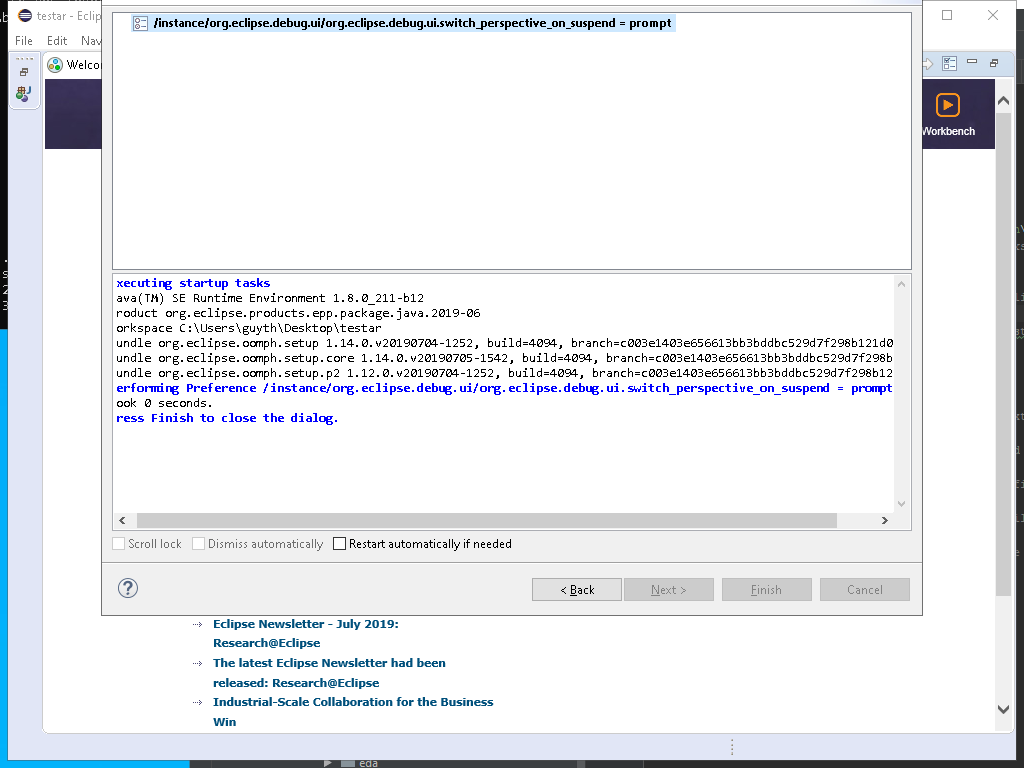 testar - Eclip
/instance/org.eclipse.debug.ui/org.eclipse.debug.ui.switch_perspective_on_suspend = prompt
File Edit Nav
Welco
Workbench
xecuting startup tasks
ava(TM) SE Runtime Environment 1.8.0_211-b12
roduct org.eclipse.products.epp.package.java.2019-06
orkspace C:\Users\guyth\Desktop\testar
undle org.eclipse.oomph.setup 1.14.0.v20190704-1252, build=4094, branch=c003e1403e656613bb3bddbc529d7f298b121d0
undle org.eclipse.oomph.setup.core 1.14.0.v20190705-1542, build=4094, branch=c003e1403e656613bb3bddbc529d7f298b
undle org.eclipse.oomph.setup.p2 1.12.0.v20190704-1252, build=4094, branch=c003e1403e656613bb3bddbc529d7f298b12
erforming Preference /instance/org.eclipse.debug.ui/org.eclipse.debug.ui.switch_perspective_on_suspend = prompt
ook 0 seconds.
ress Finish to close the dialog.
Scroll lock Dismiss automatically Restart automatically if needed
? < Back Next > Finish Cancel
Eclipse Newsletter - July 2019:
Research@Eclipse
The latest Eclipse Newsletter had been
released: Research@Eclipse
Industrial-Scale Collaboration for the Business
Win
eda